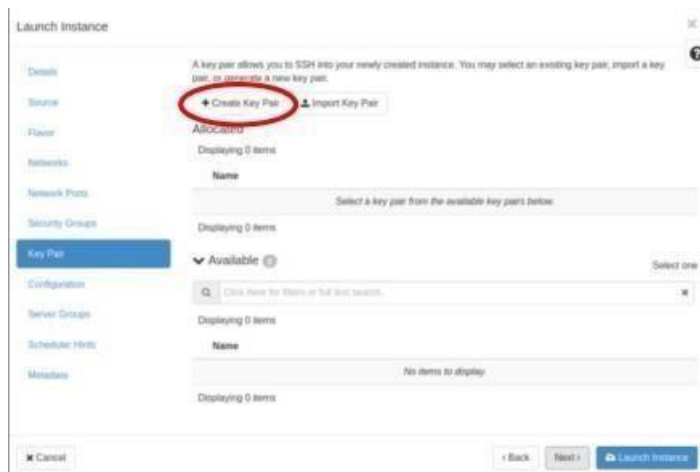 Launch Instance
Details
Source
Flavor
Networks
Network Ports
Security Groups
Key Pair
Configuration
Server Groups
Scheduler Hints
Metadata
A key pair allows you to SSH into your newly created instance. You may select an existing key pair, import a key
pair, or generate a new key pair.
+ Create Key Pair
Import Key Pair
Allocated
Displaying 0 items
Name
Select a key pair from the available key pairs below.
Displaying 0 items
Available 0
Select one
Click here for filters or full text search.
Displaying 0 items
Name
No items to display.
Displaying 0 items
Cancel
‹ Back
Next ›
Launch Instance